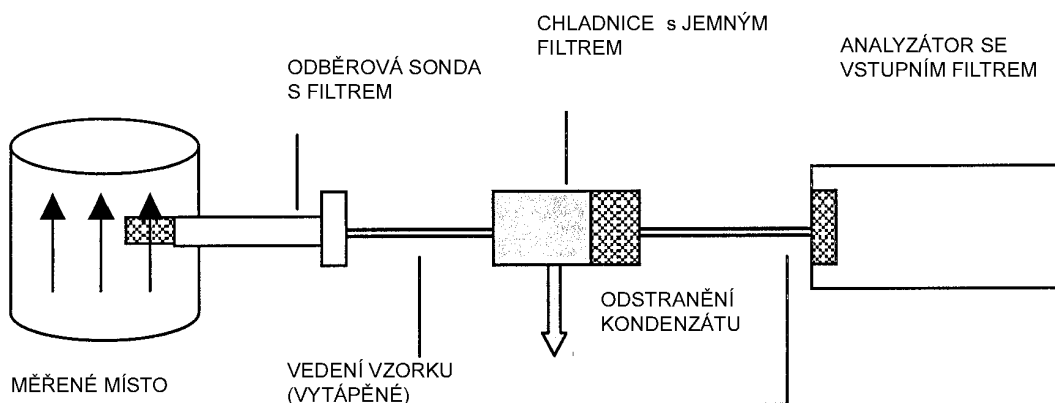 CHLADNICE s JEMNÝM
FILTREM
ANALYZÁTOR SE
VSTUPNÍM FILTREM
ODBĚROVÁ SONDA
S FILTREM
ODSTRANĚNÍ
KONDENZÁTU
MĚŘENÉ MÍSTO
VEDENÍ VZORKU
(VYTÁPĚNÉ)